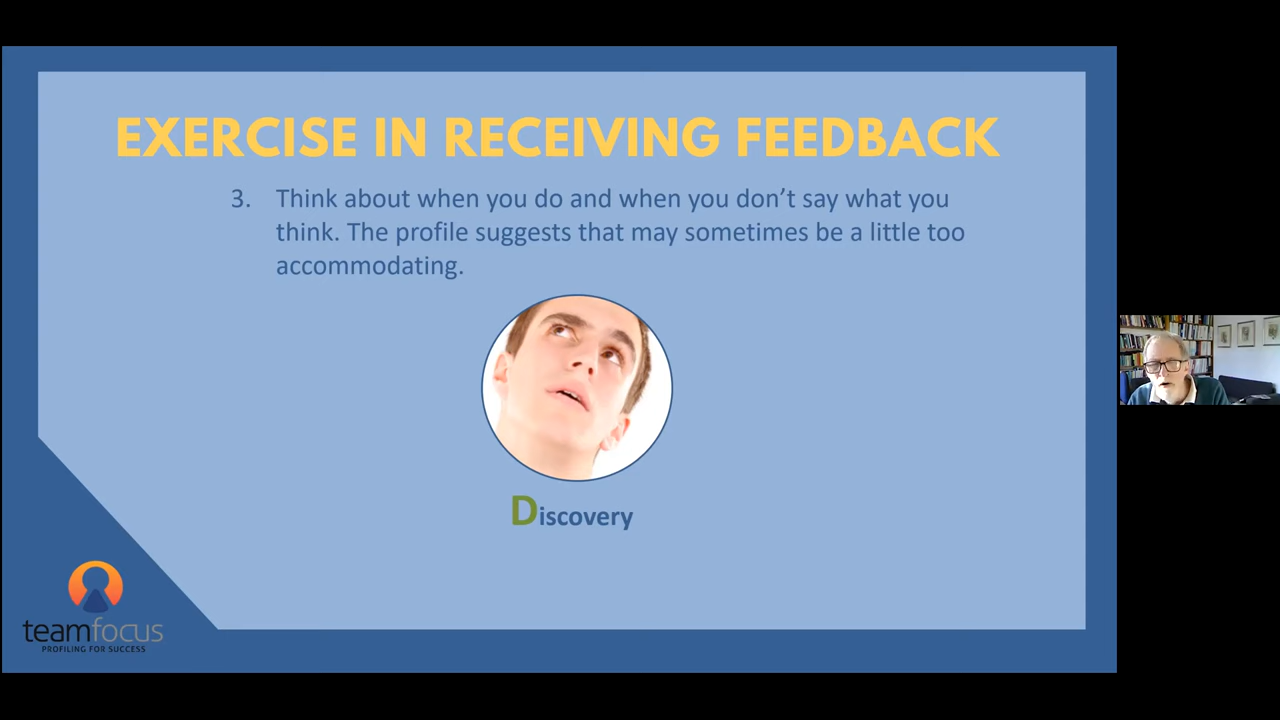 EXERCISE IN RECEIVING FEEDBACK
3. Think about when you do and when you don’t say what you
think. The profile suggests that may sometimes be a little too
accommodating.
Discovery
teamfocus
PROFILING FOR SUCCESS